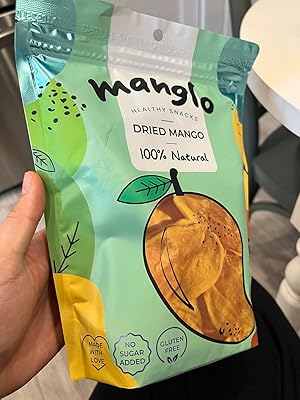 manglo
HEALTHY SNACKS
DRIED MANGO
100% Natural
MADE
WITH
LOVE
NO
SUGAR
ADDED
GLUTEN
FREE